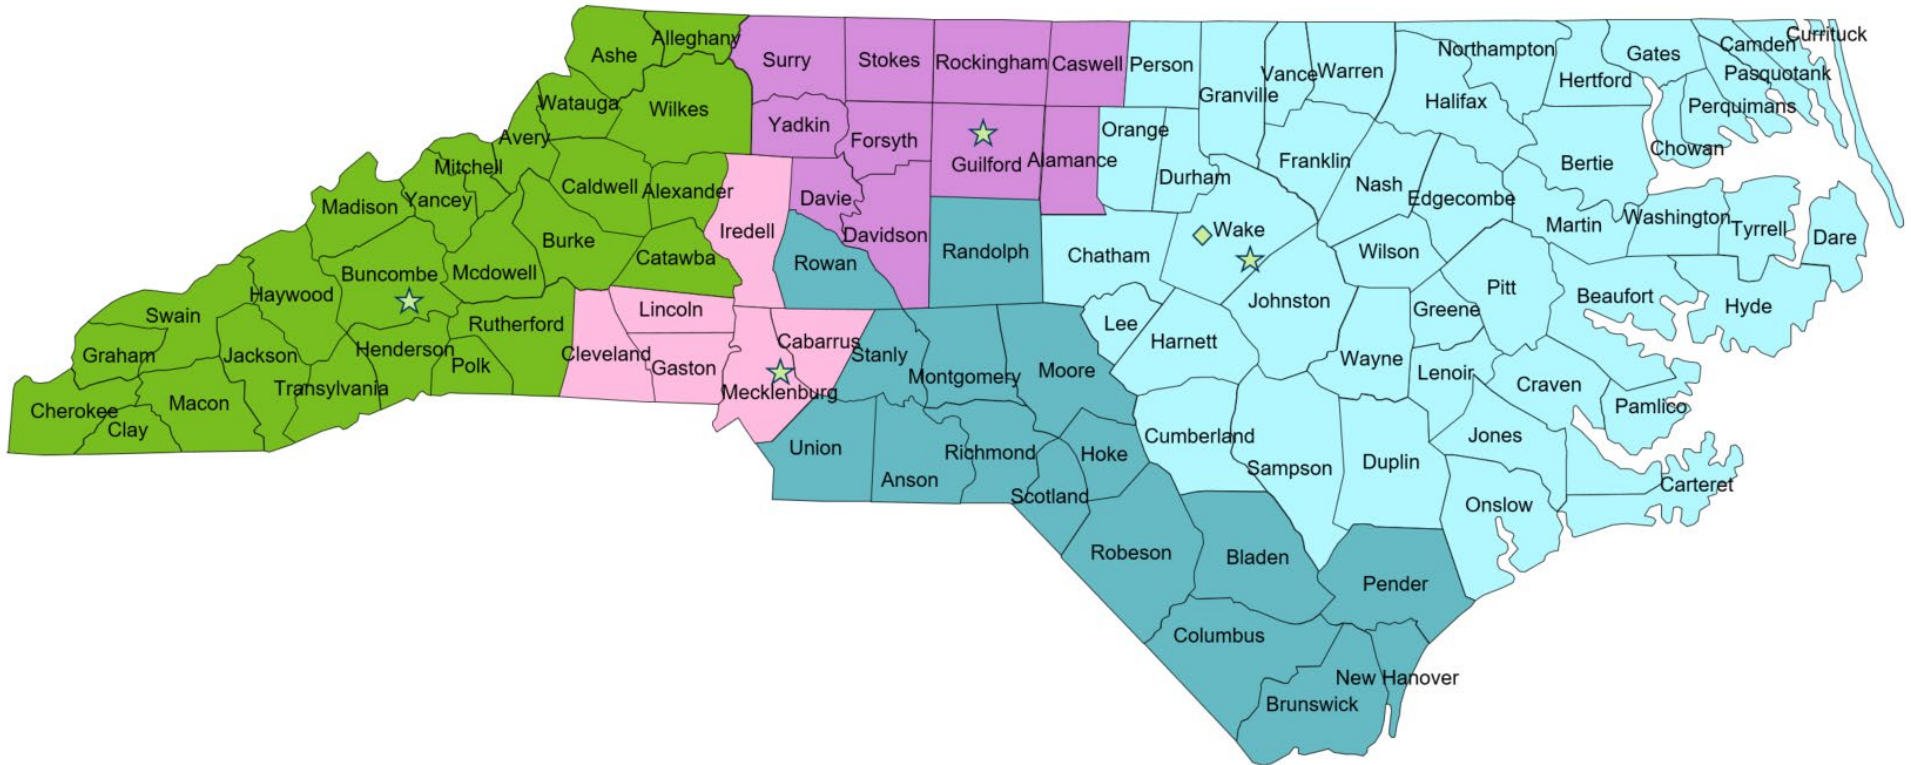 Ashe
Alleghany
Surry
Stokes
Rockingham
Caswell
Person
Granville
Vance
Warren
Northampton
Halifax
Hertford
Gates
Camden
Currituck
Pasquotank
Perquimans
Chowan
Watauga
Wilkes
Yadkin
Forsyth
Guilford
Alamance
Orange
Durham
Franklin
Nash
Edgecombe
Bertie
Martin
Washington
Tyrrell
Dare
Avery
Mitchell
Yancey
Madison
Caldwell
Alexander
Iredell
Davie
Davidson
Randolph
Chatham
Wake
Wilson
Pitt
Beaufort
Hyde
Burke
Catawba
Rowan
Buncombe
Mcdowell
Haywood
Swain
Graham
Jackson
Rutherford
Lincoln
Cleveland
Gaston
Cabarrus
Mecklenburg
Stanly
Montgomery
Moore
Lee
Harnett
Johnston
Wayne
Greene
Lenoir
Craven
Pamlico
Henderson
Polk
Transylvania
Macon
Cherokee
Clay
Union
Anson
Richmond
Scotland
Hoke
Cumberland
Sampson
Duplin
Jones
Carteret
Onslow
Robeson
Bladen
Pender
Columbus
New Hanover
Brunswick